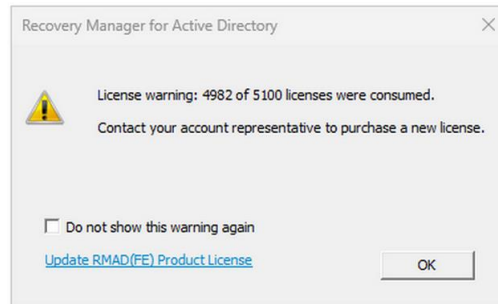 Recovery Manager for Active Directory
License warning: 4982 of 5100 licenses were consumed.
Contact your account representative to purchase a new license.
Do not show this warning again
Update RMAD(FE) Product License
OK